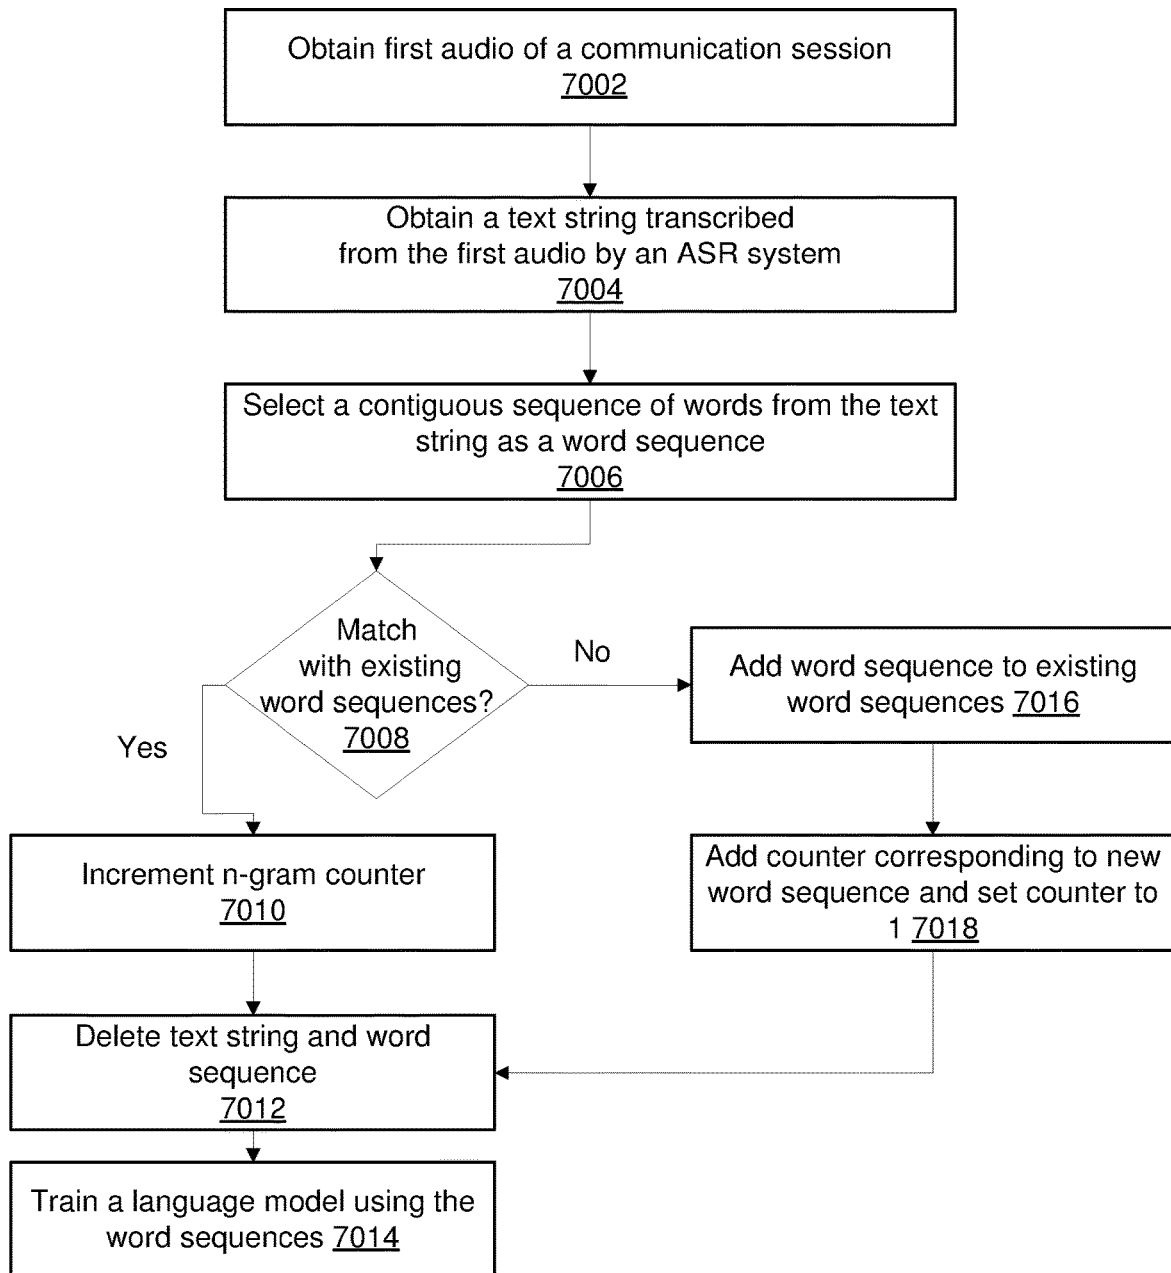 Obtain first audio of a communication session
7002
Obtain a text string transcribed
from the first audio by an ASR system
7004
Select a contiguous sequence of words from the text
string as a word sequence
7006
Match
with existing
word sequences?
7008
No
Yes
Add word sequence to existing
word sequences 7016
Increment n-gram counter
7010
Add counter corresponding to new
word sequence and set counter to
1 7018
Delete text string and word
sequence
7012
Train a language model using the
word sequences 7014